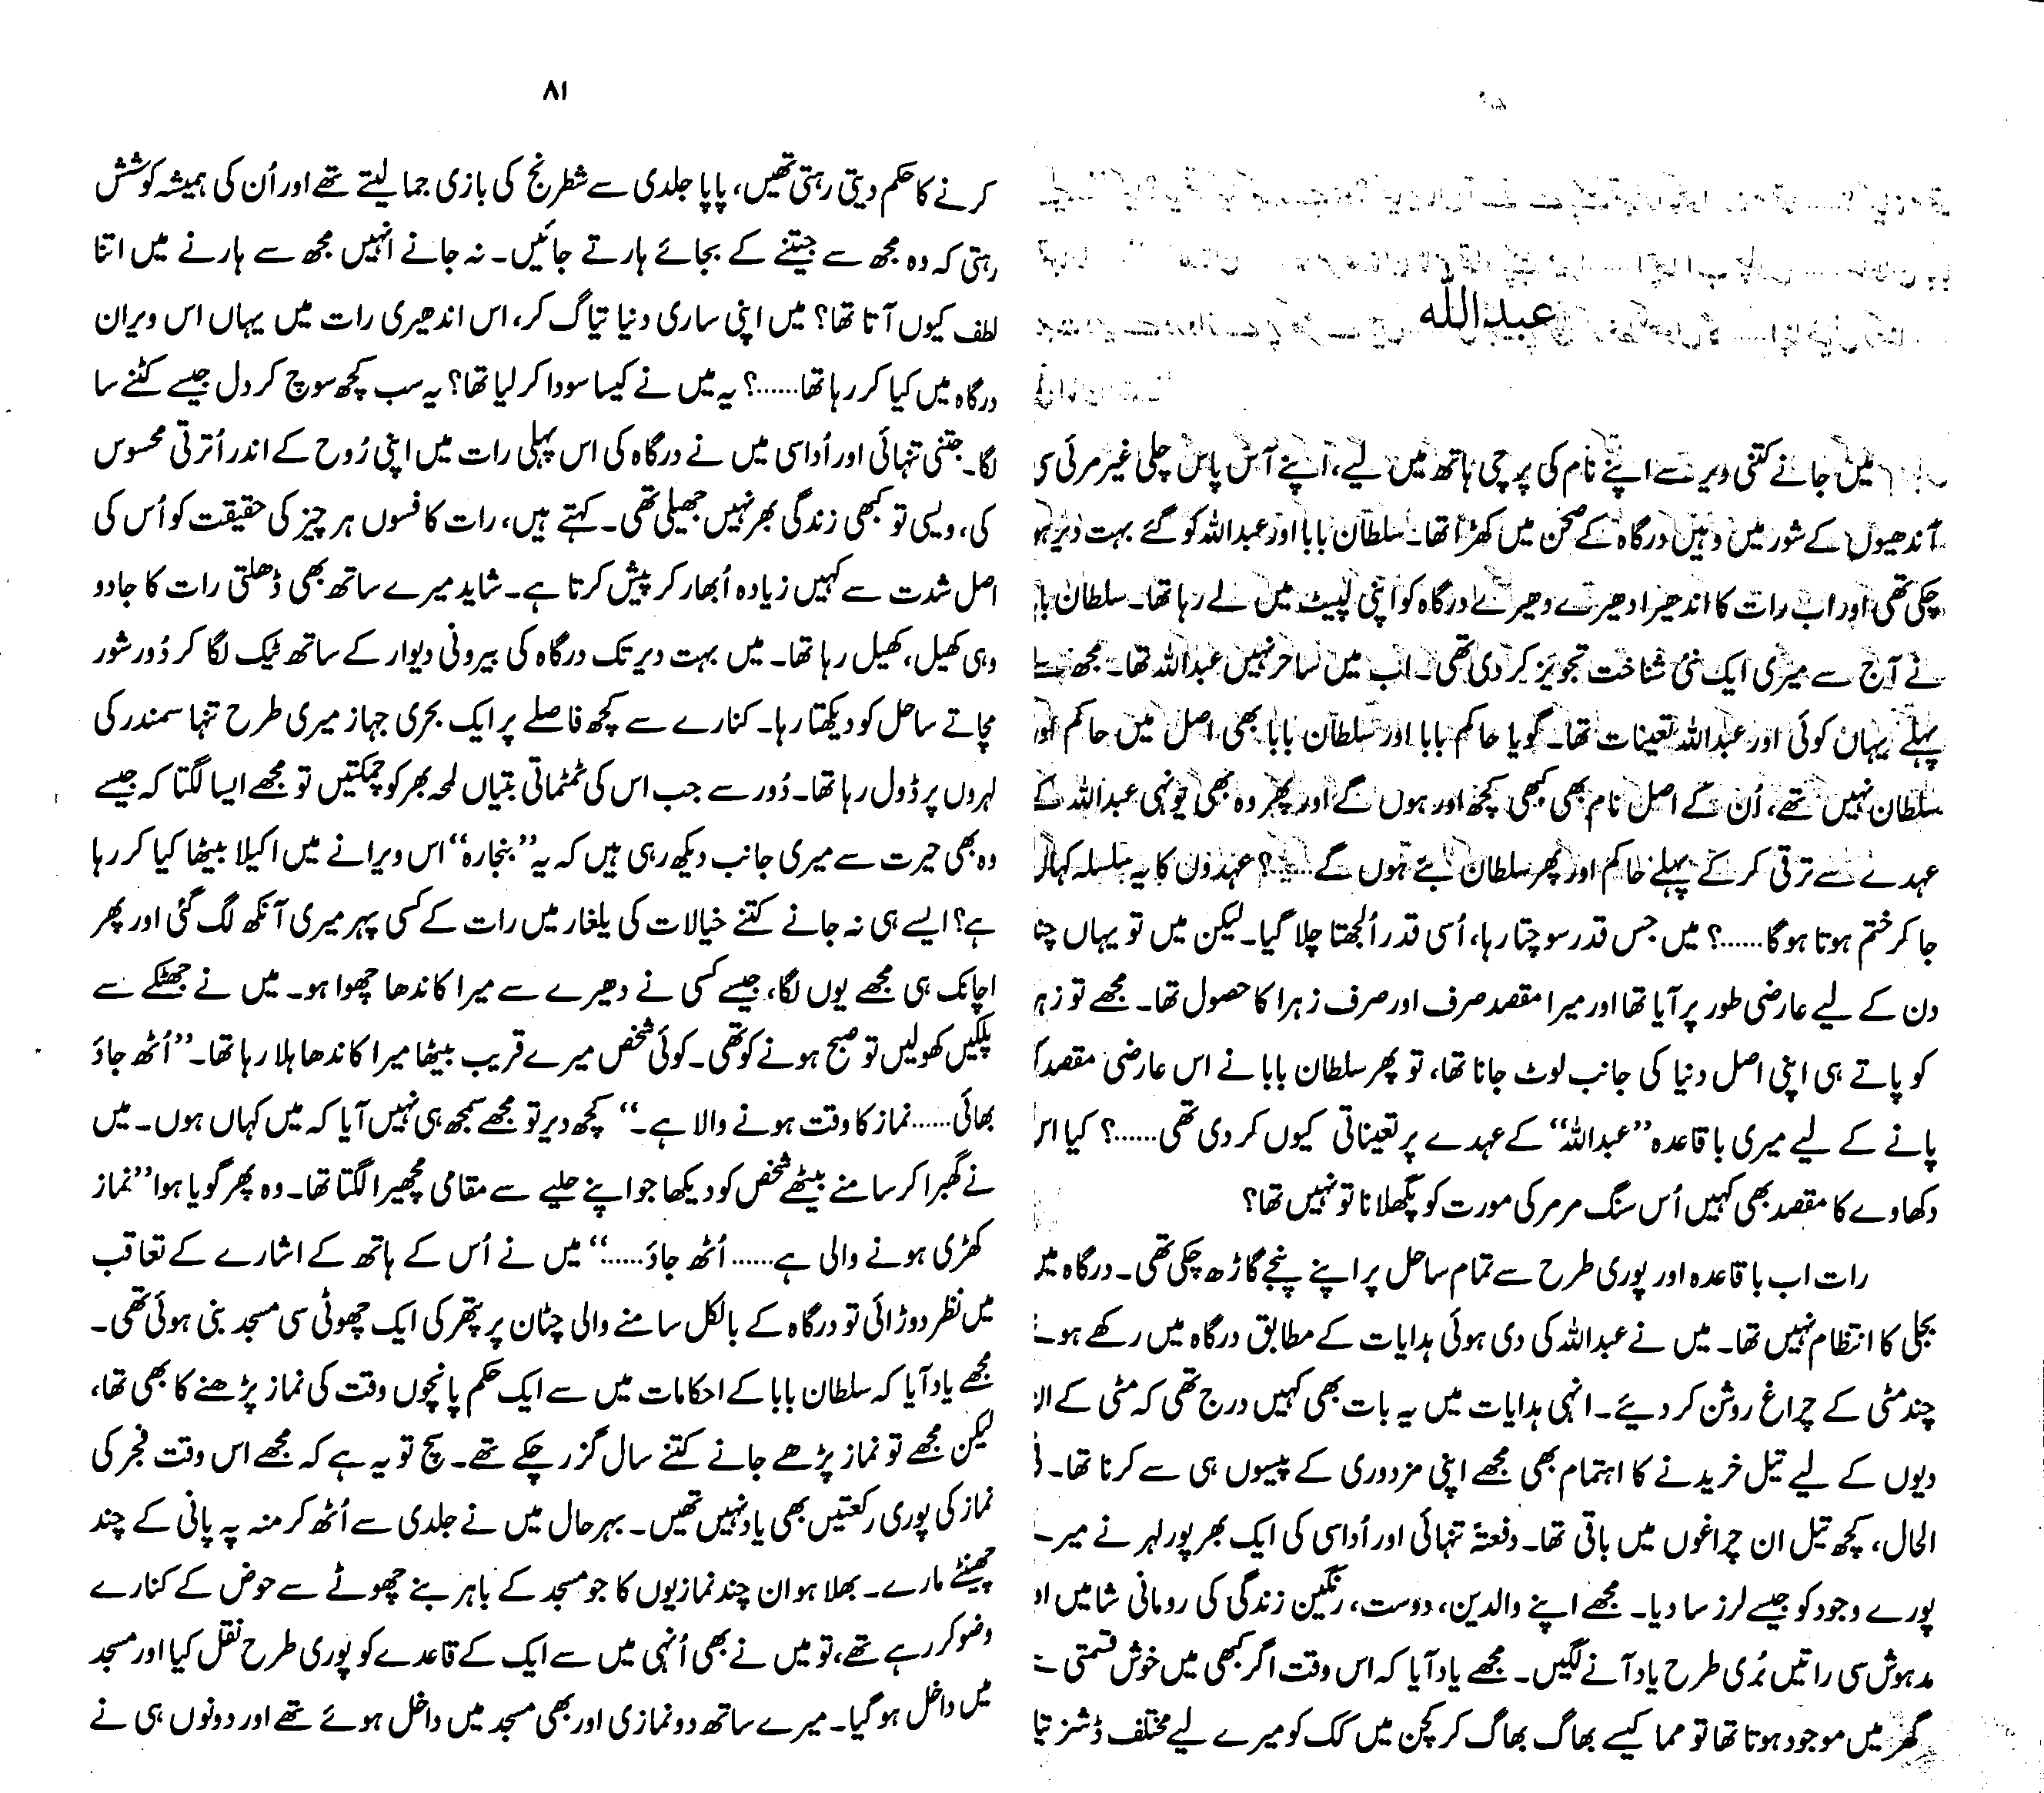 عبداللہ
میں جانے کتنی دیر سے اپنے نام کی پرچی ہاتھ میں لیے، اپنے آس پاس چلی غیر مرئی سی
آندھیوں کے شور میں وہیں درگاہ کے صحن میں کھڑا تھا۔ سلطان بابا اور عبداللہ کو گئے بہت دیر ہو
چکی تھی اور اب رات کا اندھیرا دھیرے دھیرے درگاہ کو اپنی لپیٹ میں لے رہا تھا۔ سلطان بابا
نے آج سے میری ایک نئی شناخت تجویز کر دی تھی۔ اب میں ساحر نہیں عبداللہ تھا۔ مجھ سے
پہلے یہاں کوئی اور عبداللہ تعینات تھا۔ گویا حاکم بابا اور سلطان بابا بھی اصل میں حاکم اور
سلطان نہیں تھے، اُن کے اصل نام بھی کبھی کچھ اور ہوں گے اور پھر وہ بھی یونہی عبداللہ کے
عہدے سے ترقی کر کے پہلے حاکم اور پھر سلطان بنے ہوں گے......؟ عہدوں کا یہ سلسلہ کہاں
جا کر ختم ہوتا ہو گا......؟ میں جس قدر سوچتا رہا، اُسی قدر اُلجھتا چلا گیا۔ لیکن میں تو یہاں چند
دن کے لیے عارضی طور پر آیا تھا اور میرا مقصد صرف اور صرف زہرا کا حصول تھا۔ مجھے تو زہرا
کو پاتے ہی اپنی اصل دنیا کی جانب لوٹ جانا تھا، تو پھر سلطان بابا نے اس عارضی مقصد کو
پانے کے لیے میری باقاعدہ ”عبداللہ“ کے عہدے پر تعیناتی کیوں کر دی تھی......؟ کیا اس
دکھاوے کا مقصد بھی کہیں اُس سنگ مرمر کی مورت کو پگھلانا تو نہیں تھا؟
رات اب باقاعدہ اور پوری طرح سے تمام ساحل پر اپنے پنجے گاڑھ چکی تھی۔ درگاہ میں
بجلی کا انتظام نہیں تھا۔ میں نے عبداللہ کی دی ہوئی ہدایات کے مطابق درگاہ میں رکھے ہوئے
چند مٹی کے چراغ روشن کر دیئے۔ انہی ہدایات میں یہ بات بھی کہیں درج تھی کہ مٹی کے ان
دیوں کے لیے تیل خریدنے کا اہتمام بھی مجھے اپنی مزدوری کے پیسوں ہی سے کرنا تھا۔ فی
الحال، کچھ تیل ان چراغوں میں باقی تھا۔ دفعتۂ تنہائی اور اُداسی کی ایک بھرپور لہر نے میرے
پورے وجود کو جیسے لرز سا دیا۔ مجھے اپنے والدین، دوست، رنگین زندگی کی رومانی شامیں اور
مدہوش سی راتیں بُری طرح یاد آنے لگیں۔ مجھے یاد آیا کہ اس وقت اگر کبھی میں خوش قسمتی سے
گھر میں موجود ہوتا تھا تو مما کیسے بھاگ بھاگ کر کچن میں کک کو میرے لیے مختلف ڈشز تیار
۸۱
کرنے کا حکم دیتی رہتی تھیں، پاپا جلدی سے شطرنج کی بازی جما لیتے تھے اور اُن کی ہمیشہ کوشش
رہتی کہ وہ مجھ سے جیتنے کے بجائے ہارتے جائیں۔ نہ جانے انہیں مجھ سے ہارنے میں اتنا
لطف کیوں آتا تھا؟ میں اپنی ساری دنیا تیاگ کر، اس اندھیری رات میں یہاں اس ویران
درگاہ میں کیا کر رہا تھا......؟ یہ میں نے کیسا سودا کر لیا تھا؟ یہ سب کچھ سوچ کر دل جیسے کٹنے سا
لگا۔ جتنی تنہائی اور اُداسی میں نے درگاہ کی اس پہلی رات میں اپنی رُوح کے اندر اُترتی محسوس
کی، ویسی تو کبھی زندگی بھر نہیں جھیلی تھی۔ کہتے ہیں، رات کا فسوں ہر چیز کی حقیقت کو اُس کی
اصل شدت سے کہیں زیادہ اُبھار کر پیش کرتا ہے۔ شاید میرے ساتھ بھی ڈھلتی رات کا جادو
وہی کھیل، کھیل رہا تھا۔ میں بہت دیر تک درگاہ کی بیرونی دیوار کے ساتھ ٹیک لگا کر دُور شور
مچاتے ساحل کو دیکھتا رہا۔ کنارے سے کچھ فاصلے پر ایک بحری جہاز میری طرح تنہا سمندر کی
لہروں پر ڈول رہا تھا۔ دُور سے جب اس کی ٹمٹماتی بتیاں لمحہ بھر کو چمکتیں تو مجھے ایسا لگتا کہ جیسے
وہ بھی حیرت سے میری جانب دیکھ رہی ہیں کہ یہ ”بنجارہ“ اس ویرانے میں اکیلا بیٹھا کیا کر رہا
ہے؟ ایسے ہی نہ جانے کتنے خیالات کی یلغار میں رات کے کسی پہر میری آنکھ لگ گئی اور پھر
اچانک ہی مجھے یوں لگا، جیسے کسی نے دھیرے سے میرا کاندھا چھوا ہو۔ میں نے جھٹکے سے
پلکیں کھولیں تو صبح ہونے کو تھی۔ کوئی شخص میرے قریب بیٹھا میرا کاندھا ہلا رہا تھا۔ ”اُٹھ جاؤ
بھائی......نماز کا وقت ہونے والا ہے۔“ کچھ دیر تو مجھے سمجھ ہی نہیں آیا کہ میں کہاں ہوں۔ میں
نے گھبرا کر سامنے بیٹھے شخص کو دیکھا جو اپنے حلیے سے مقامی مچھیرا لگتا تھا۔ وہ پھر گویا ہوا ”نماز
کھڑی ہونے والی ہے...... اُٹھ جاؤ......“ میں نے اُس کے ہاتھ کے اشارے کے تعاقب
میں نظر دوڑائی تو درگاہ کے بالکل سامنے والی چٹان پر پتھر کی ایک چھوٹی سی مسجد بنی ہوئی تھی۔
مجھے یاد آیا کہ سلطان بابا کے احکامات میں سے ایک حکم پانچوں وقت کی نماز پڑھنے کا بھی تھا،
لیکن مجھے تو نماز پڑھے جانے کتنے سال گزر چکے تھے۔ سچ تو یہ ہے کہ مجھے اس وقت فجر کی
نماز کی پوری رکعتیں بھی یاد نہیں تھیں۔ بہرحال میں نے جلدی سے اُٹھ کر منہ پہ پانی کے چند
چھینٹے مارے۔ بھلا ہو ان چند نمازیوں کا جو مسجد کے باہر بنے چھوٹے سے حوض کے کنارے
وضو کر رہے تھے، تو میں نے بھی اُنہی میں سے ایک کے قاعدے کو پوری طرح نقل کیا اور مسجد
میں داخل ہو گیا۔ میرے ساتھ دو نمازی اور بھی مسجد میں داخل ہوئے تھے اور دونوں ہی نے